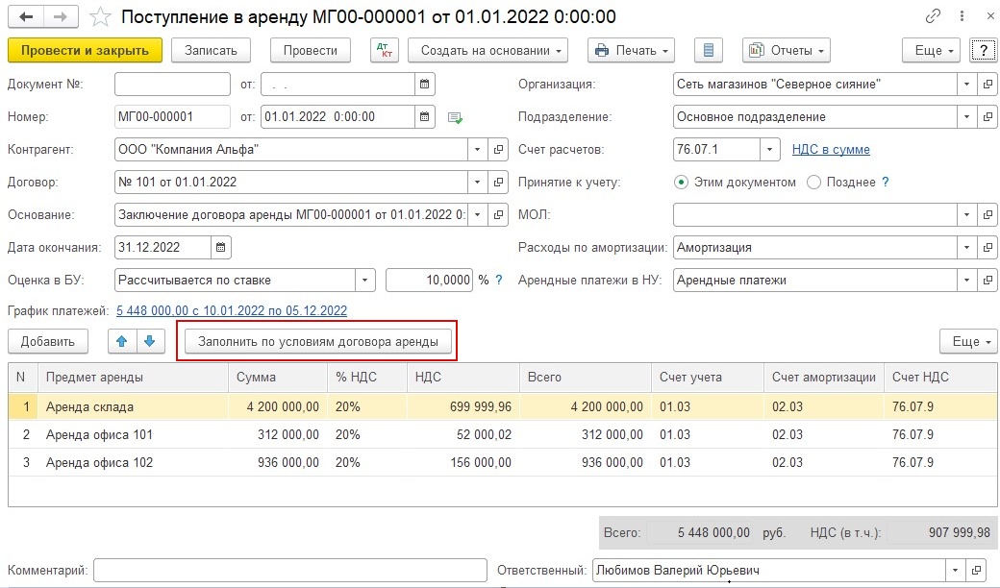 Поступление в аренду МГ00-000001 от 01.01.2022 0:00:00
Провести и закрыть Записать Провести Дт Кт Создать на основании Печать Отчеты Еще ?
Документ №: от: . . Организация: Сеть магазинов "Северное сияние"
Номер: МГ00-000001 от: 01.01.2022 0:00:00 Подразделение: Основное подразделение
Контрагент: ООО "Компания Альфа" Счет расчетов: 76.07.1 НДС в сумме
Договор: № 101 от 01.01.2022 Принятие к учету: Этим документом Позднее ?
Основание: Заключение договора аренды МГ00-000001 от 01.01.2022 0: МОЛ:
Дата окончания: 31.12.2022 Расходы по амортизации: Амортизация
Оценка в БУ: Рассчитывается по ставке 10,0000 % ? Арендные платежи в НУ: Арендные платежи
График платежей: 5 448 000,00 с 10.01.2022 по 05.12.2022
Добавить Заполнить по условиям договора аренды Еще
N Предмет аренды Сумма % НДС НДС Всего Счет учета Счет амортизации Счет НДС
1 Аренда склада 4 200 000,00 20% 699 999,96 4 200 000,00 01.03 02.03 76.07.9
2 Аренда офиса 101 312 000,00 20% 52 000,02 312 000,00 01.03 02.03 76.07.9
3 Аренда офиса 102 936 000,00 20% 156 000,00 936 000,00 01.03 02.03 76.07.9
Всего: 5 448 000,00 руб. НДС (в т.ч.): 907 999,98
Комментарий: Ответственный: Любимов Валерий Юрьевич